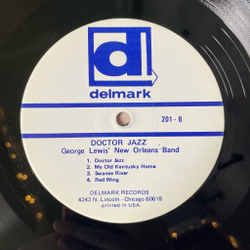 d
delmark
201 - B
DOCTOR JAZZ
George Lewis' New Orleans Band
1. Doctor Jazz
2. My Old Kentucky Home
3. Swanee River
4. Red Wing
DELMARK RECORDS
4243 N. Lincoln - Chicago 60618
printed in USA